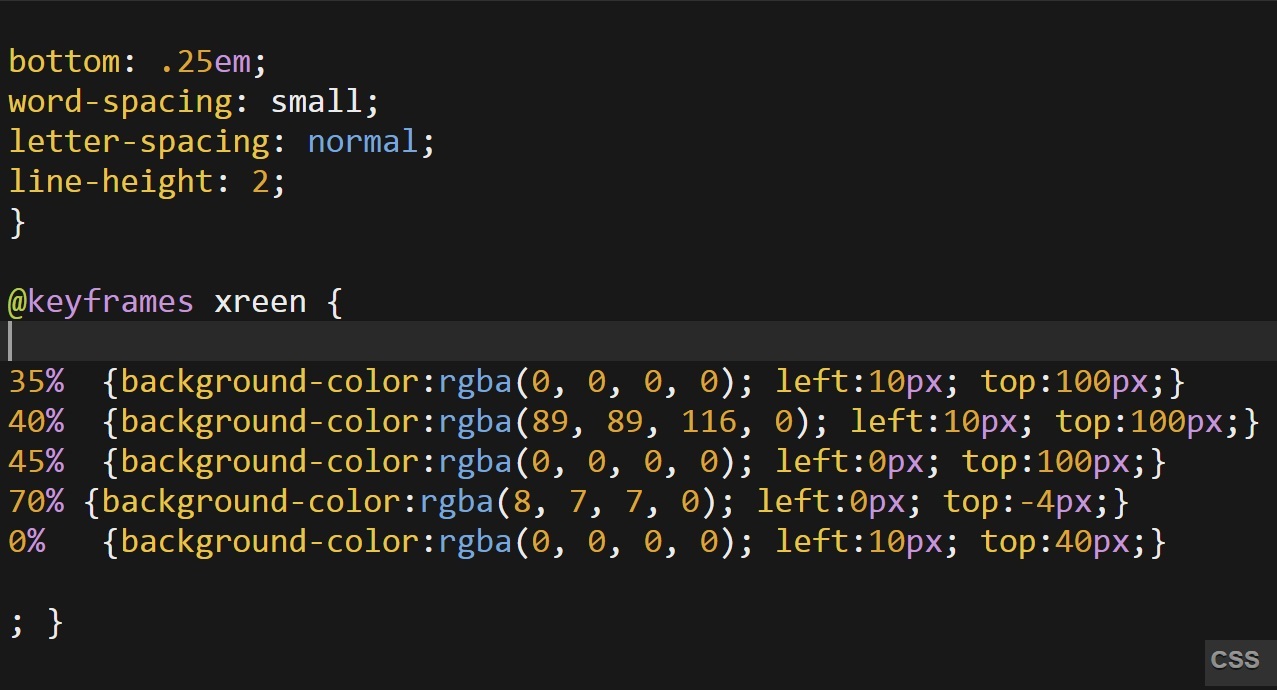 bottom: .25em;
word-spacing: small;
letter-spacing: normal;
line-height: 2;
}
@keyframes xreen {
35%  {background-color:rgba(0, 0, 0, 0); left:10px; top:100px;}
40%  {background-color:rgba(89, 89, 116, 0); left:10px; top:100px;}
45%  {background-color:rgba(0, 0, 0, 0); left:0px; top:100px;}
70% {background-color:rgba(8, 7, 7, 0); left:0px; top:-4px;}
0%   {background-color:rgba(0, 0, 0, 0); left:10px; top:40px;}
; }
CSS